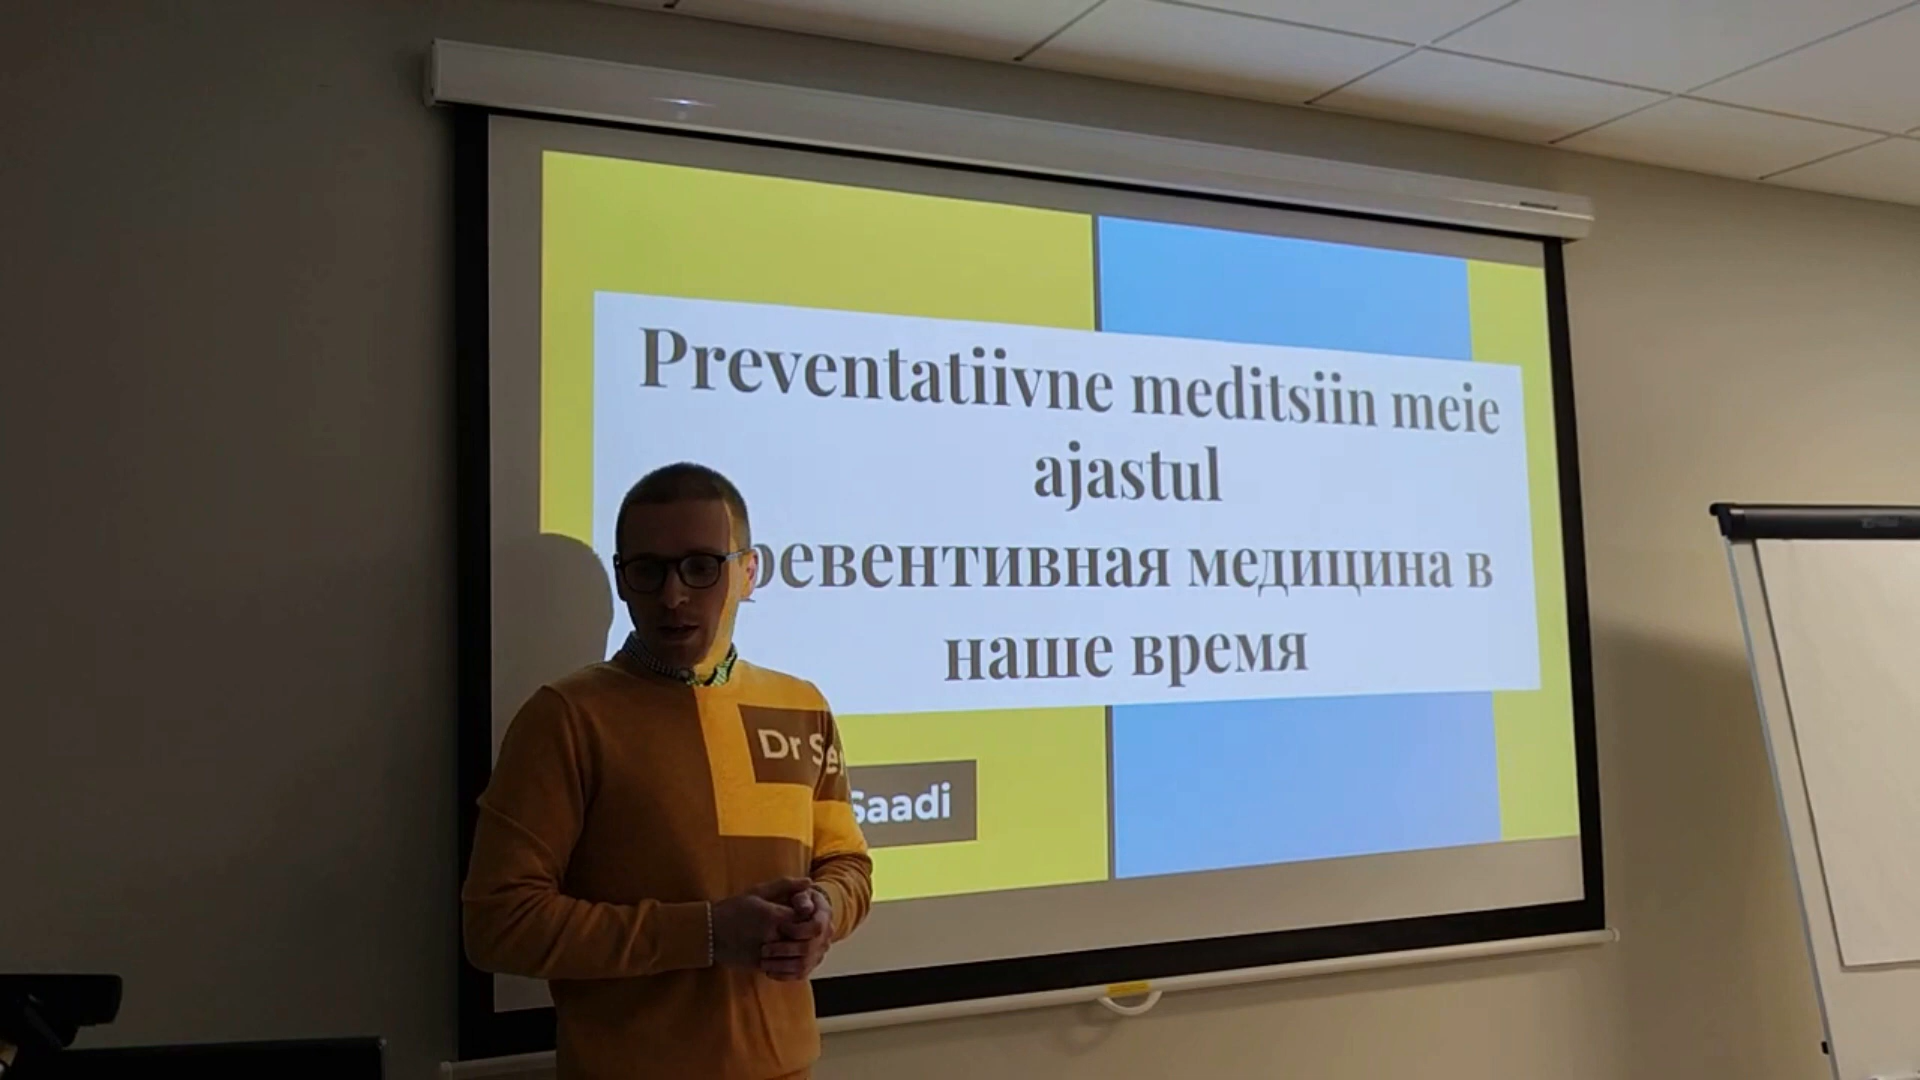 Preventatiivne meditsiin meie
ajastul
ревентивная медицина в
наше время
Dr Se
Saadi